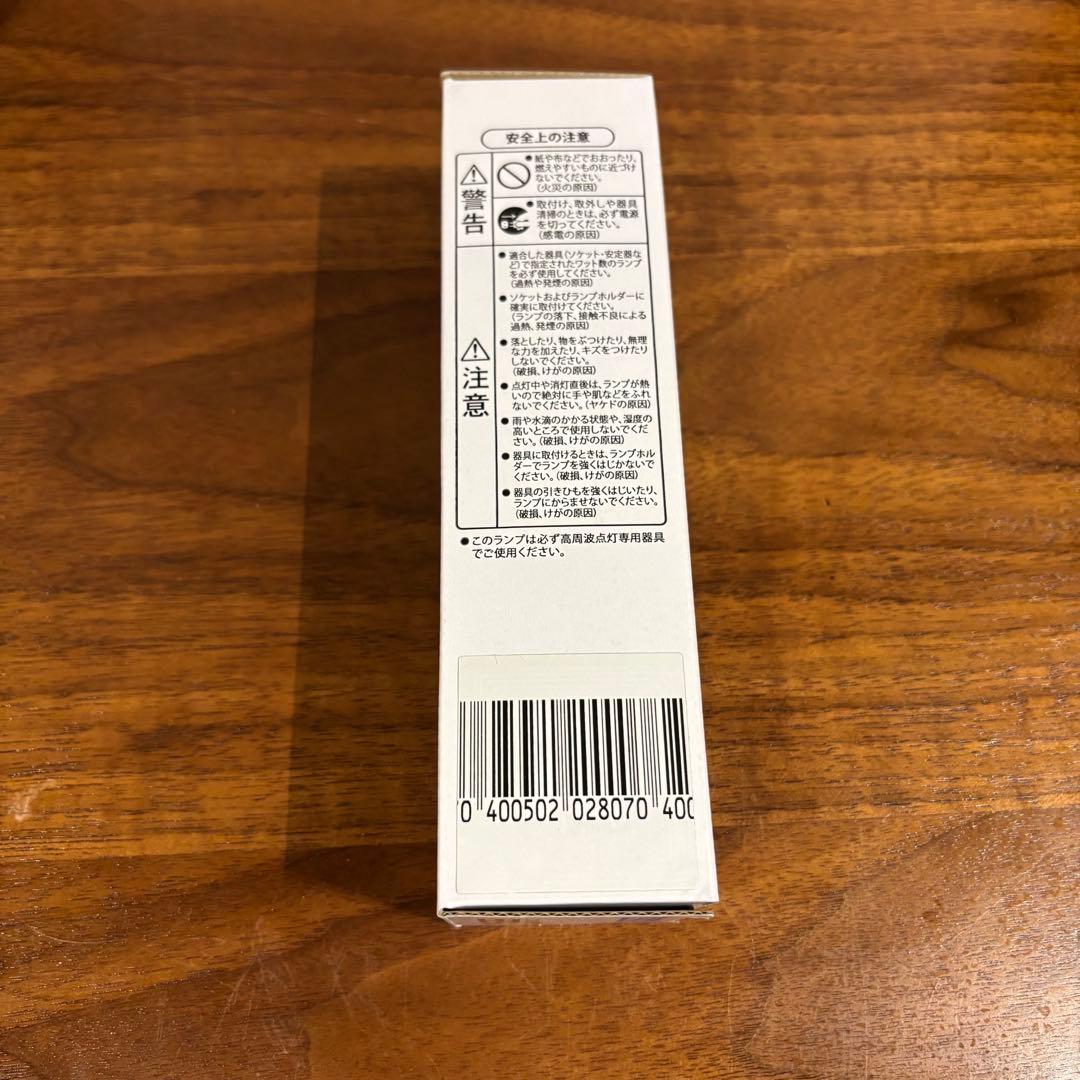 安全上の注意
⚠警告
●紙や布などでおおったり、
燃えやすいものに近づけ
ないでください。
(火災の原因)
●取付け、取外しや器具
清掃のときは、必ず電源
を切ってください。
(感電の原因)
⚠注意
●適合した器具(ソケット・安定器な
ど)で指定されたワット数のランプ
を必ず使用してください。
(過熱や発煙の原因)
●ソケットおよびランプホルダーに
確実に取付けてください。
(ランプの落下、接触不良による
過熱、発煙の原因)
●落としたり、物をぶつけたり、無理
な力を加えたり、キズをつけたり
しないでください。
(破損、けがの原因)
●点灯中や消灯直後は、ランプが熱
いので絶対に手や肌などをふれ
ないでください。(ヤケドの原因)
●雨や水滴のかかる状態や、湿度の
高いところで使用しないでくだ
さい。(破損、けがの原因)
●器具に取付けるときは、ランプホル
ダーでランプを強くはじかないで
ください。(破損、けがの原因)
●器具の引きひもを強くはじいたり、
ランプにからませないでください。
(破損、けがの原因)
●このランプは必ず高周波点灯専用器具
でご使用ください。
0 400502 028070 400